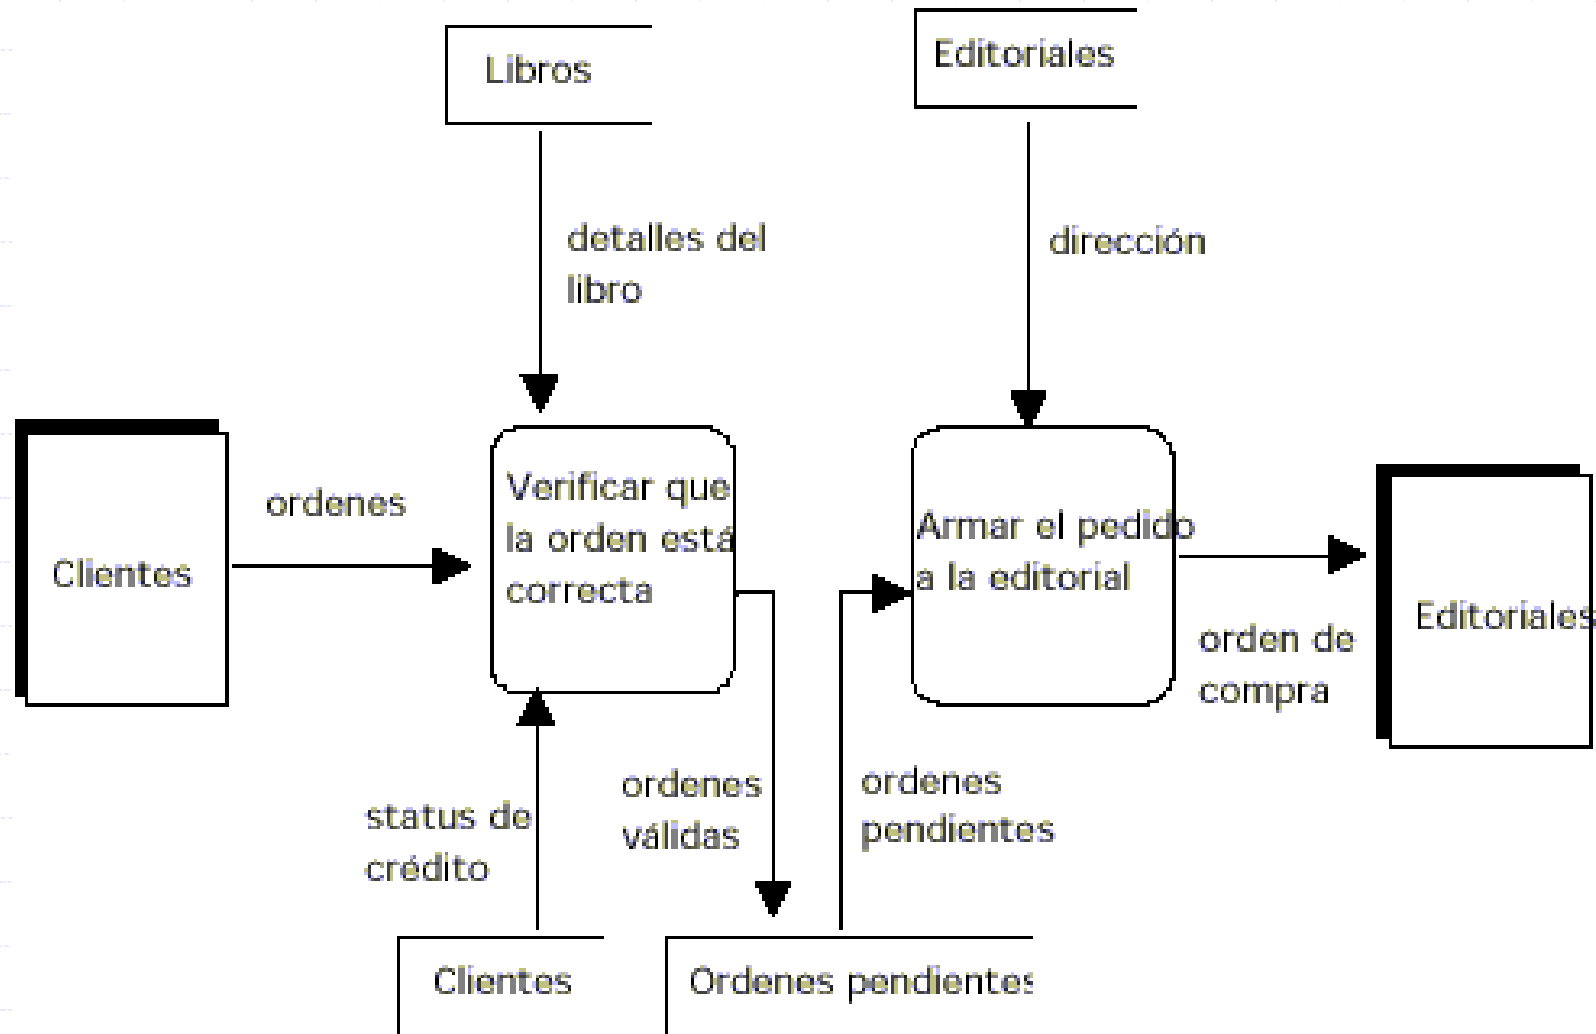 Libros
Editoriales
detalles del
libro
dirección
Clientes
ordenes
Verificar que
la orden está
correcta
Armar el pedido
a la editorial
orden de
compra
Editoriales
status de
crédito
ordenes
válidas
ordenes
pendientes
Clientes
Ordenes pendientes